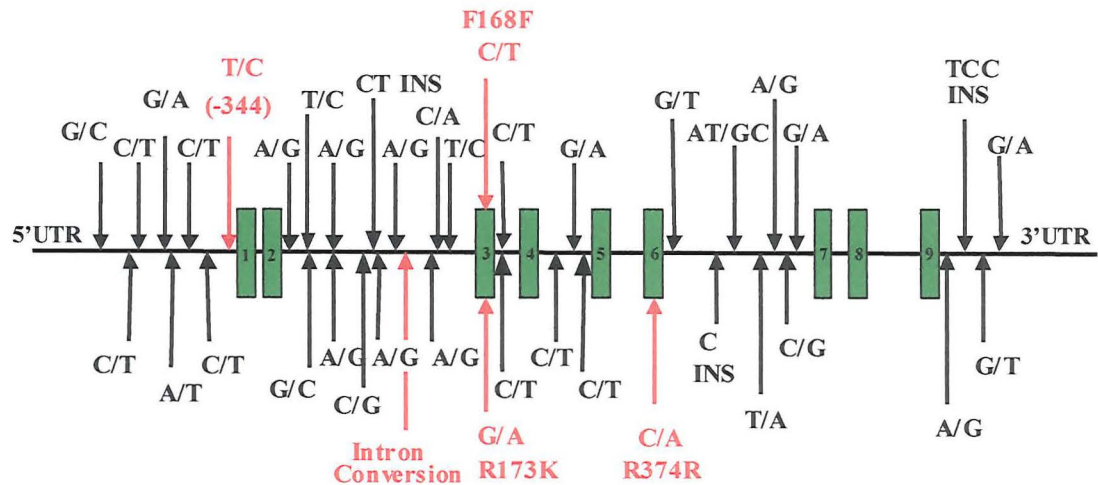 F168F
C/T
T/C
(-344)
CT INS
A/G
TCC
INS
G/A
T/C
G/T
C/A
AT/GC
G/C
C/T
C/T
A/G
A/G
A/G
T/C
C/T
G/A
G/A
G/A
5'UTR
1
2
3
4
5
6
7
8
9
3'UTR
C/T
A/T
C/T
G/C
A/G
C/G
A/G
A/G
C/T
C/T
C/T
C
INS
T/A
C/G
A/G
G/T
Intron
Conversion
G/A
R173K
C/A
R374R